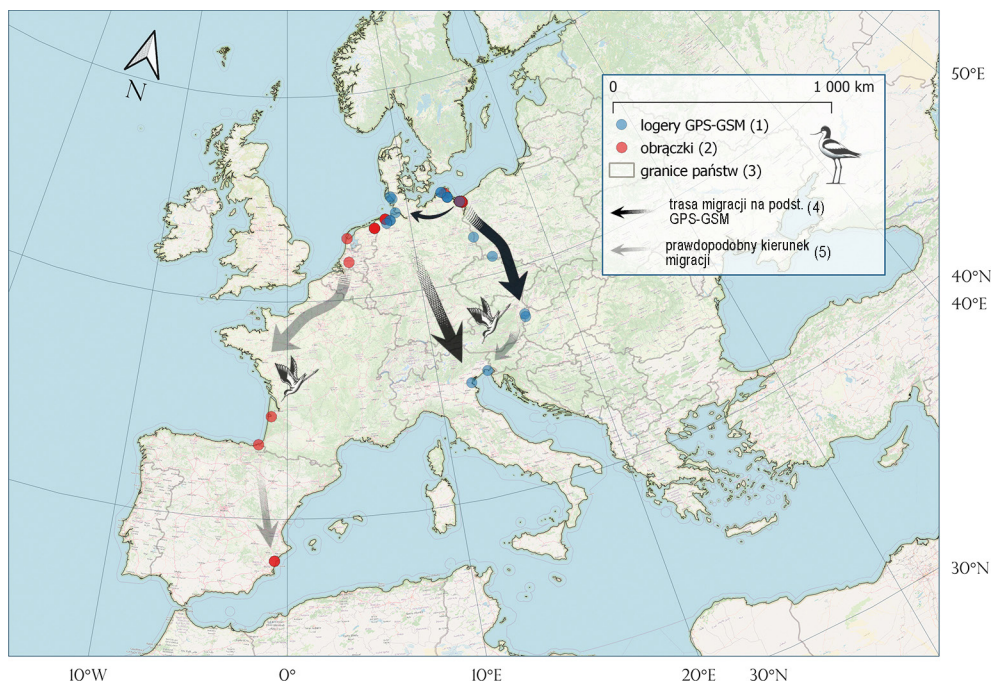 N
0 1 000 km
logery GPS-GSM (1)
obrączki (2)
granice państw (3)
trasa migracji na podst. (4)
GPS-GSM
prawdopodobny kierunek
migracji (5)
50°E
40°N
40°E
30°N
10°W 0° 10°E 20°E 30°N